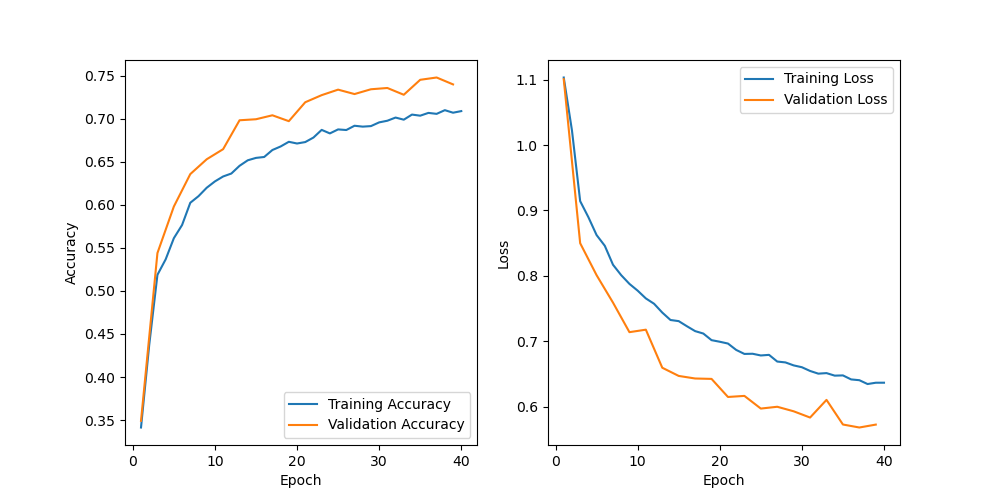 0.75
0.70
0.65
0.60
0.55
0.50
0.45
0.40
0.35
Accuracy
0 10 20 30 40
Epoch
Training Accuracy
Validation Accuracy
1.1
1.0
0.9
0.8
0.7
0.6
Loss
0 10 20 30 40
Epoch
Training Loss
Validation Loss